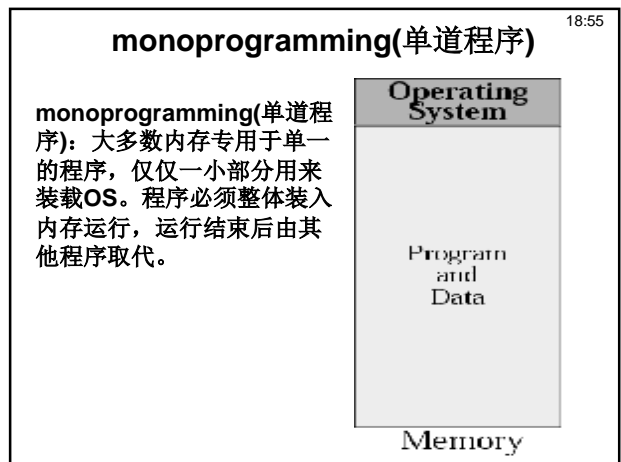 18:55
monoprogramming(单道程序)
monoprogramming(单道程
序)：大多数内存专用于单一
的程序，仅仅一小部分用来
装载OS。程序必须整体装入
内存运行，运行结束后由其
他程序取代。
Operating
System
Program
and
Data
Memory